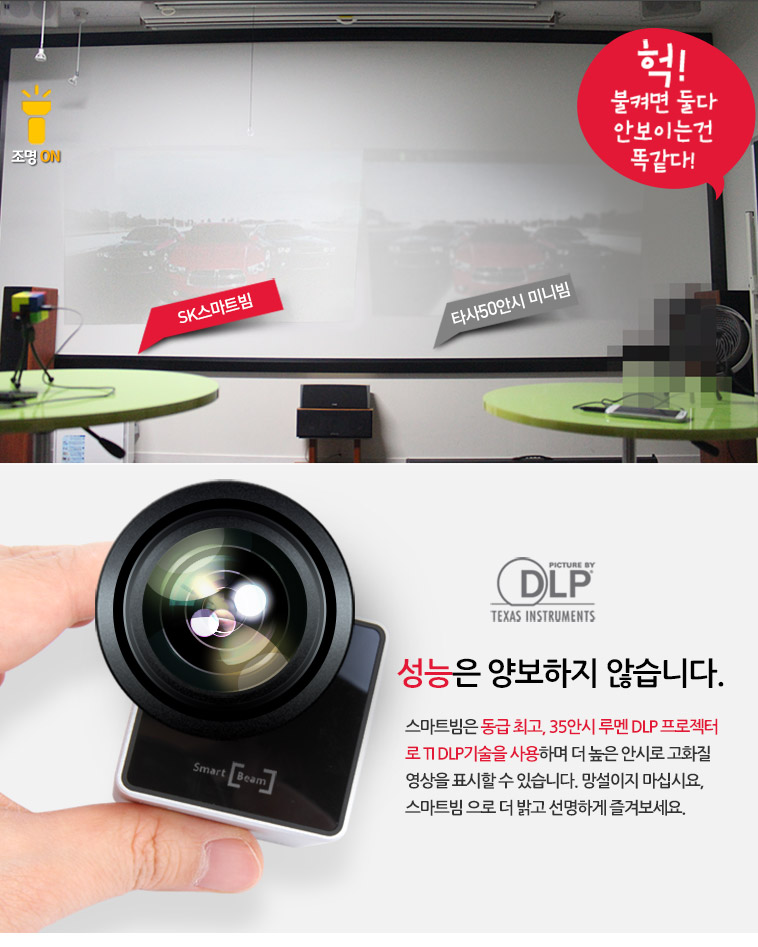 헉!
불켜면 둘다
안보이는건
똑같다!
조명 ON
SK스마트빔
타사50안시 미니빔
PICTURE BY
DLP®
TEXAS INSTRUMENTS
성능은 양보하지 않습니다.
스마트빔은 동급 최고, 35안시 루멘 DLP 프로젝터
로 TI DLP기술을 사용하며 더 높은 안시로 고화질
영상을 표시할 수 있습니다. 망설이지 마십시요,
스마트빔 으로 더 밝고 선명하게 즐겨보세요.
Smart [Beam]